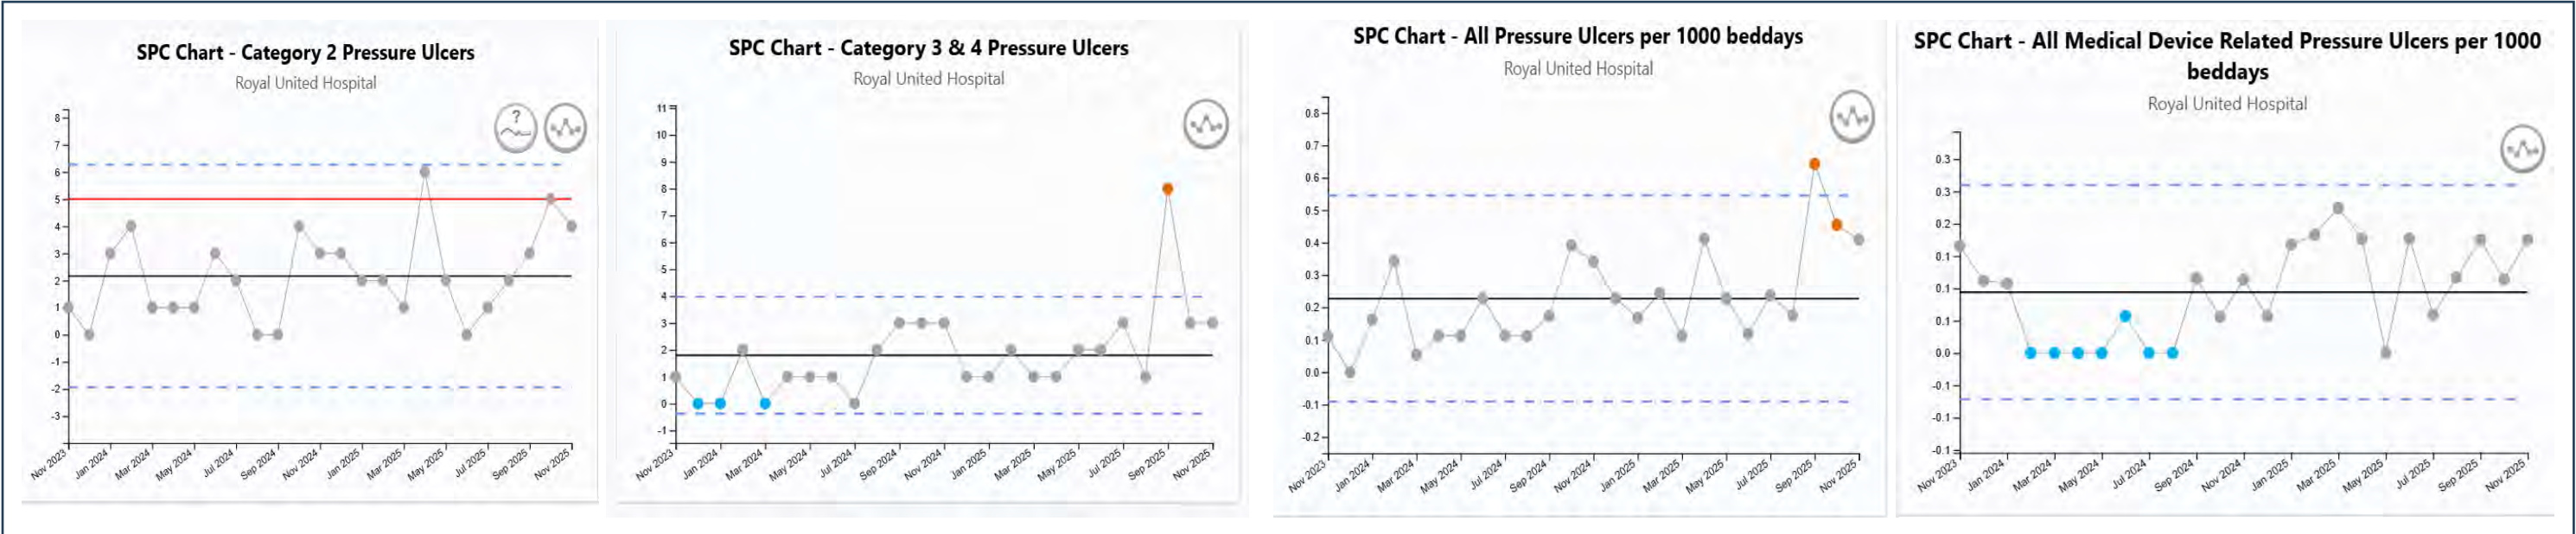 SPC Chart - Category 2 Pressure Ulcers
Royal United Hospital
?
8
7
6
5
4
3
2
1
0
-1
-2
-3
Nov 2023
Jan 2024
Mar 2024
May 2024
Jul 2024
Sep 2024
Nov 2024
Jan 2025
Mar 2025
May 2025
Jul 2025
Sep 2025
Nov 2025
SPC Chart - Category 3 & 4 Pressure Ulcers
Royal United Hospital
11
10
9
8
7
6
5
4
3
2
1
0
-1
Nov 2023
Jan 2024
Mar 2024
May 2024
Jul 2024
Sep 2024
Nov 2024
Jan 2025
Mar 2025
May 2025
Jul 2025
Sep 2025
Nov 2025
SPC Chart - All Pressure Ulcers per 1000 beddays
Royal United Hospital
0.8
0.7
0.6
0.5
0.4
0.3
0.2
0.1
0.0
-0.1
-0.2
Nov 2023
Jan 2024
Mar 2024
May 2024
Jul 2024
Sep 2024
Nov 2024
Jan 2025
Mar 2025
May 2025
Jul 2025
Sep 2025
Nov 2025
SPC Chart - All Medical Device Related Pressure Ulcers per 1000
beddays
Royal United Hospital
0.3
0.3
0.2
0.1
0.1
0.1
0.0
-0.1
-0.1
-0.1
Nov 2023
Jan 2024
Mar 2024
May 2024
Jul 2024
Sep 2024
Nov 2024
Jan 2025
Mar 2025
May 2025
Jul 2025
Sep 2025
Nov 2025